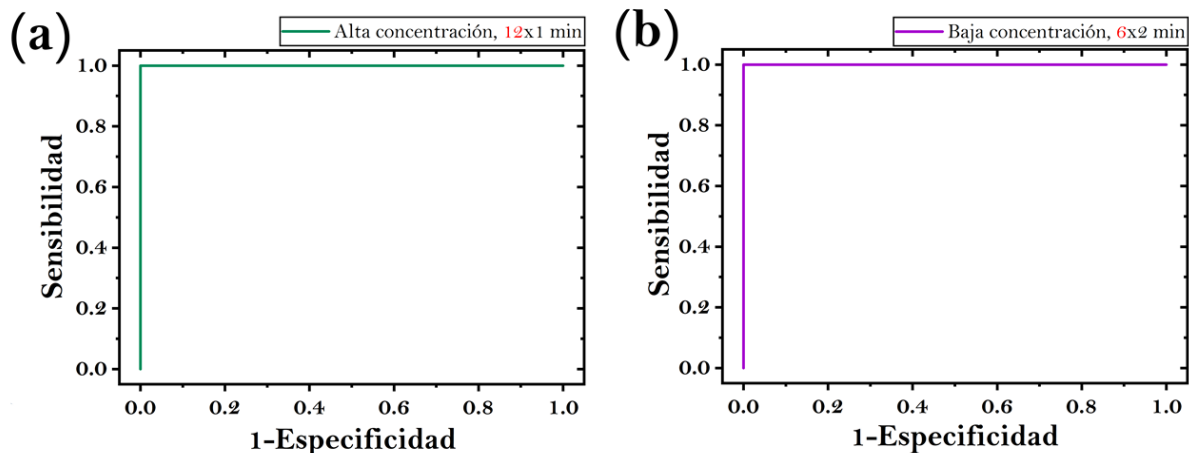 (a)
Alta concentración, 12x1 min
1.0
0.8
0.6
0.4
0.2
0.0
Sensibilidad
0.0 0.2 0.4 0.6 0.8 1.0
1-Especificidad
(b)
Baja concentración, 6x2 min
1.0
0.8
0.6
0.4
0.2
0.0
Sensibilidad
0.0 0.2 0.4 0.6 0.8 1.0
1-Especificidad